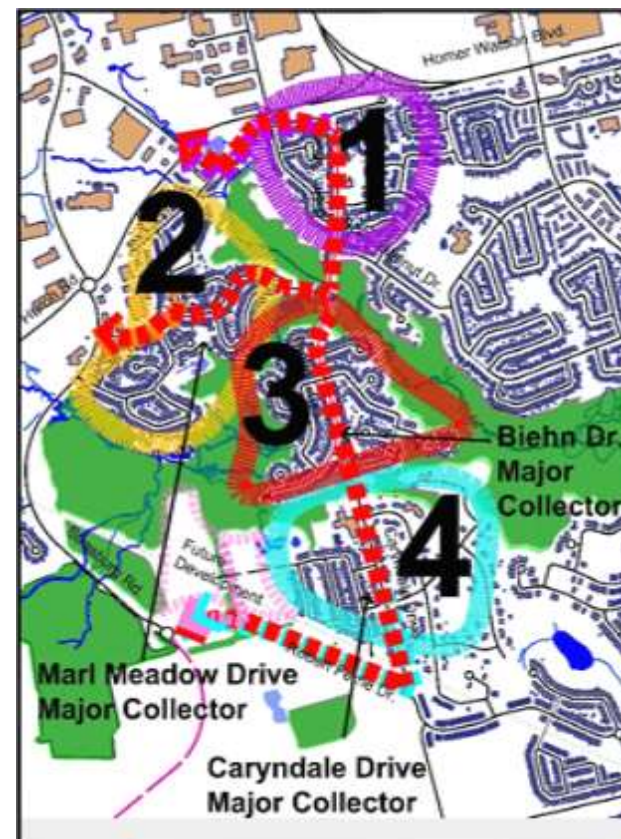 Homer Watson Blvd.
1
2
3
Biehn Dr.
Major
Collector
4
Future
Development
Marl Meadow Drive
Major Collector
Caryndale Drive
Major Collector